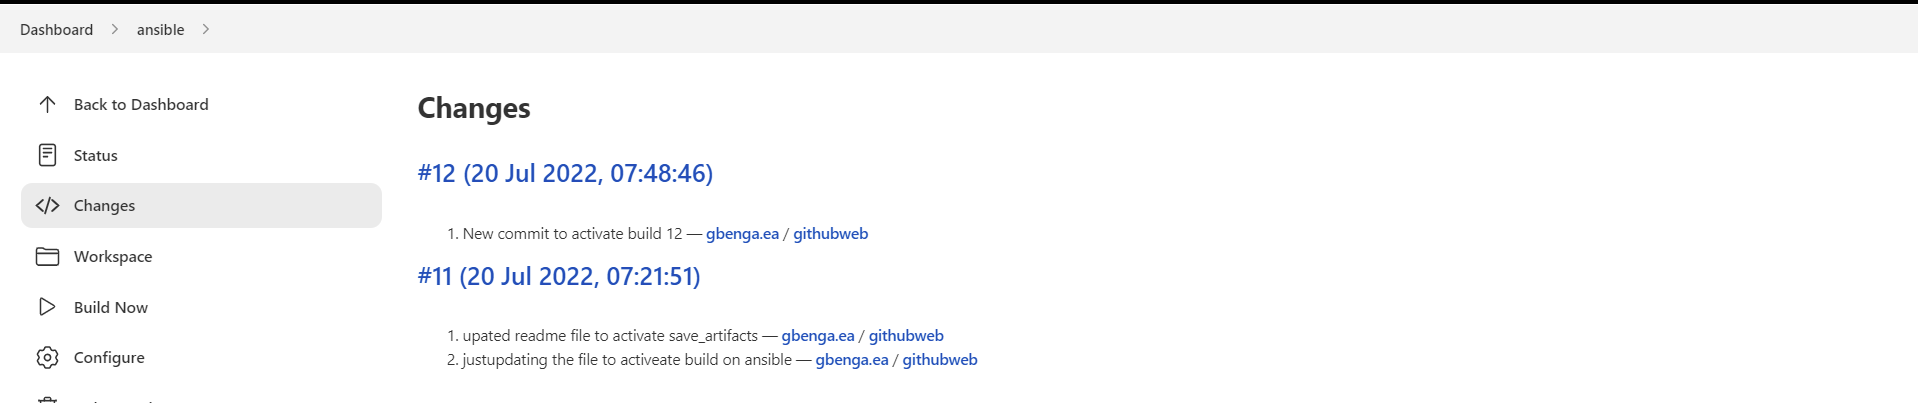 Dashboard > ansible >
Back to Dashboard
Status
Changes
Workspace
Build Now
Configure
Changes
#12 (20 Jul 2022, 07:48:46)
1. New commit to activate build 12 — gbenga.ea / githubweb
#11 (20 Jul 2022, 07:21:51)
1. upated readme file to activate save_artifacts — gbenga.ea / githubweb
2. justupdating the file to activeate build on ansible — gbenga.ea / githubweb